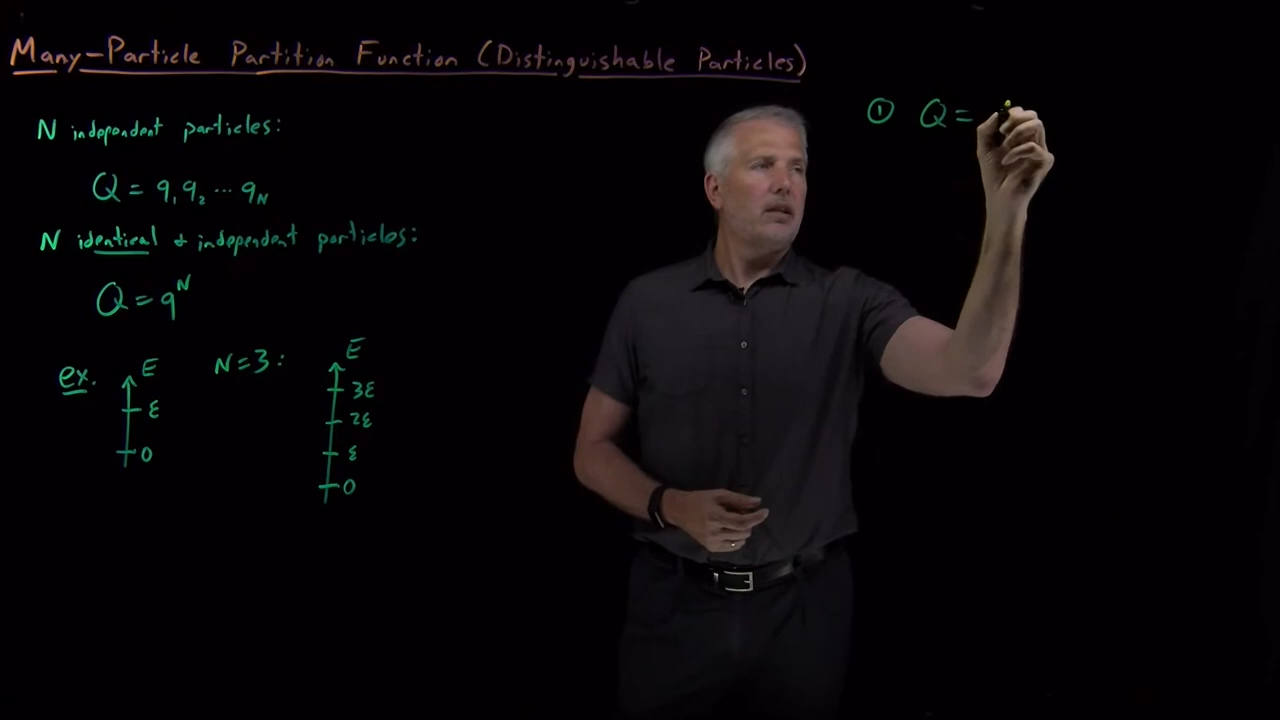 Many-Particle Partition Function (Distinguishable Particles)
N independent particles:
Q = q₁q₂ ··· q_N
N identical & independent particles:
Q = q^N
ex.
E
ε
0
N=3:
E
3ε
2ε
ε
0
① Q =